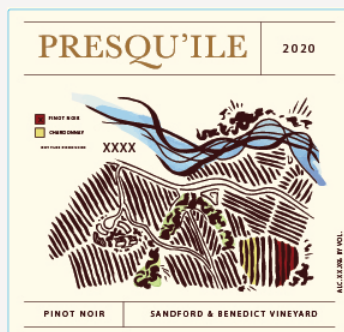 PRESQU'ILE
2020
PINOT NOIR
CHARDONNAY
XXXX
ALC. XX.X% BY VOL.
PINOT NOIR
SANDFORD & BENEDICT VINEYARD